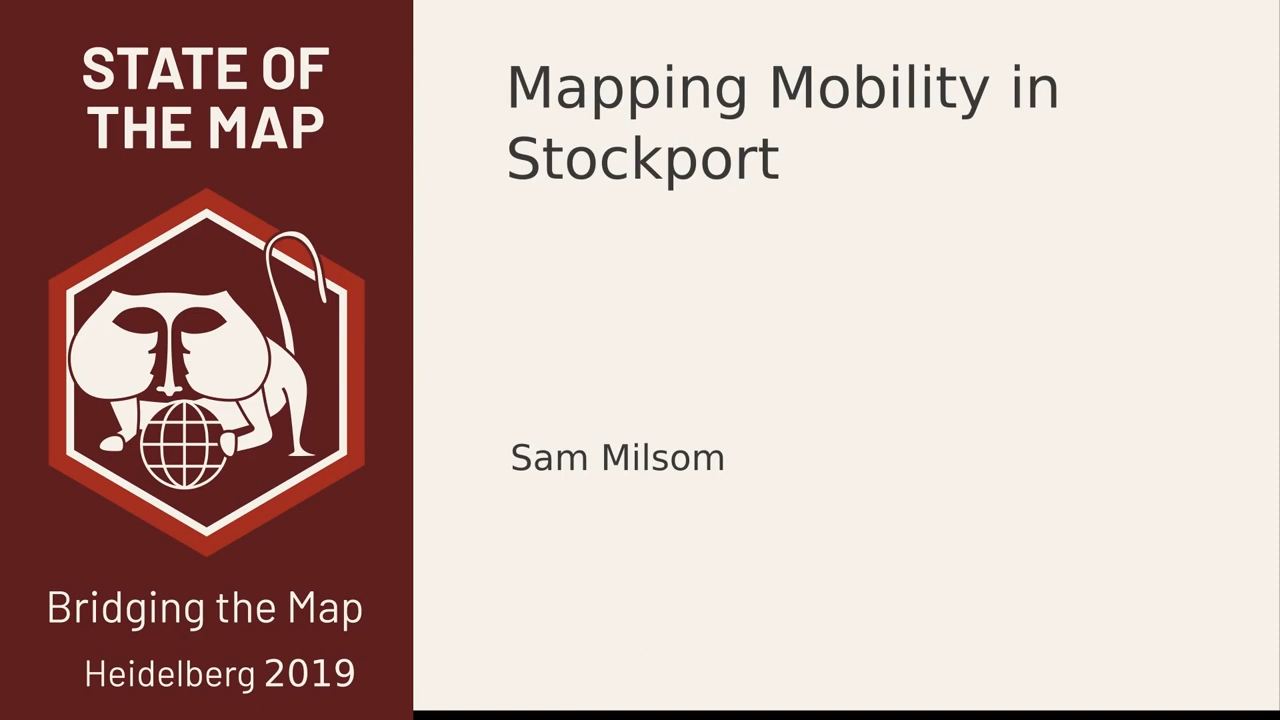 STATE OF
THE MAP
Bridging the Map
Heidelberg 2019
Mapping Mobility in
Stockport
Sam Milsom